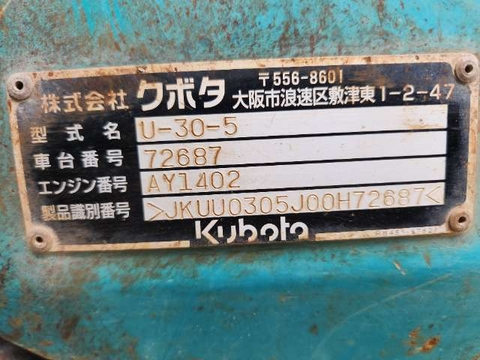 〒556-8601
株式会社 クボタ 大阪市浪速区敷津東1-2-47
型式名 U-30-5
車台番号 72687
エンジン番号 AY1402
製品識別番号 >JKUU0305J00H72687<
Kubota